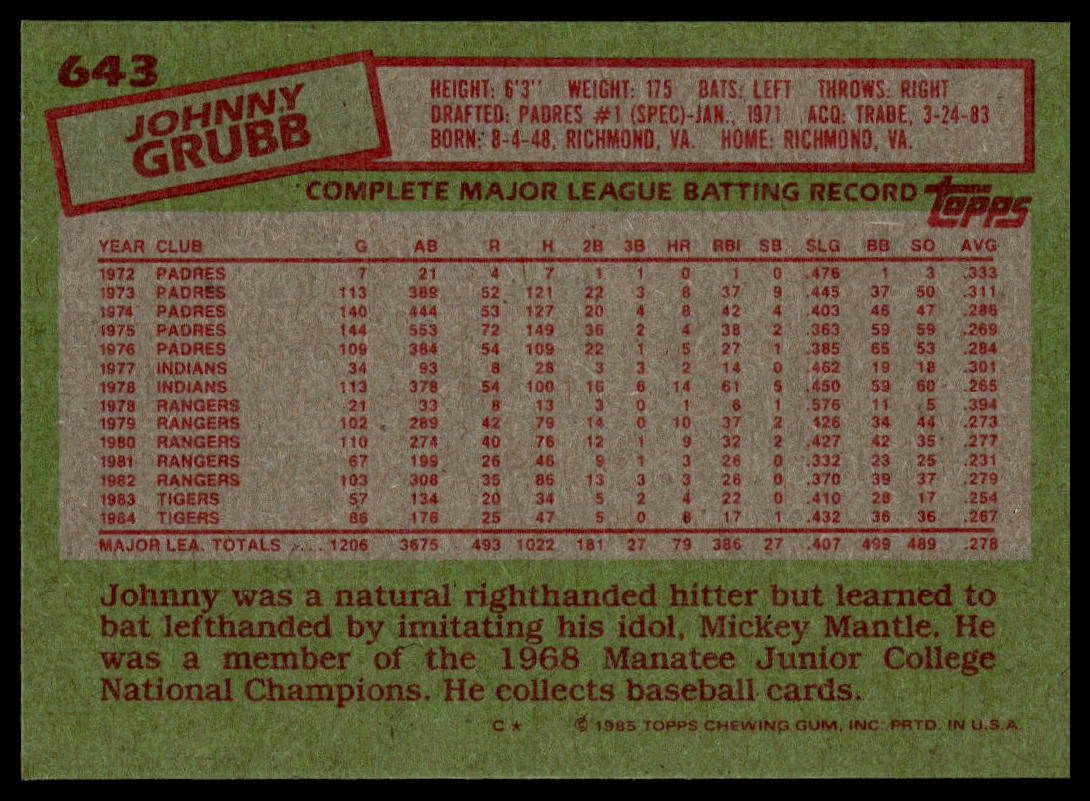 643
JOHNNY
GRUBB
HEIGHT: 6'3" WEIGHT: 175 BATS: LEFT THROWS: RIGHT
DRAFTED: PADRES #1 (SPEC)-JAN., 1971 ACQ: TRADE, 3-24-83
BORN: 8-4-48, RICHMOND, VA. HOME: RICHMOND, VA.
COMPLETE MAJOR LEAGUE BATTING RECORD TOPPS
YEAR CLUB G AB R H 2B 3B HR RBI SB SLG BB SO AVG
1972 PADRES 7 21 4 7 1 1 0 1 0 .476 1 3 .333
1973 PADRES 113 389 52 121 22 3 8 37 9 .445 37 50 .311
1974 PADRES 140 444 53 127 20 4 8 42 4 .403 46 47 .286
1975 PADRES 144 553 72 149 36 2 4 38 2 .363 59 59 .269
1976 PADRES 109 384 54 109 22 1 5 27 1 .385 65 53 .284
1977 INDIANS 34 93 8 28 3 3 2 14 0 .462 19 18 .301
1978 INDIANS 113 378 54 100 16 6 14 61 5 .450 59 60 .265
1978 RANGERS 21 33 8 13 3 0 1 6 1 .576 11 5 .394
1979 RANGERS 102 289 42 79 14 0 10 37 2 .426 34 44 .273
1980 RANGERS 110 274 40 76 12 1 9 32 2 .427 42 35 .277
1981 RANGERS 67 199 26 46 9 1 3 26 0 .332 23 25 .231
1982 RANGERS 103 308 35 86 13 3 3 26 0 .370 39 37 .279
1983 TIGERS 57 134 20 34 5 2 4 22 0 .410 28 17 .254
1984 TIGERS 86 176 25 47 5 0 8 17 1 .432 36 36 .267
MAJOR LEA. TOTALS .... 1206 3675 493 1022 181 27 79 386 27 .407 499 489 .278
Johnny was a natural righthanded hitter but learned to
bat lefthanded by imitating his idol, Mickey Mantle. He
was a member of the 1968 Manatee Junior College
National Champions. He collects baseball cards.
C * © 1985 TOPPS CHEWING GUM, INC. PRTD. IN U.S.A.